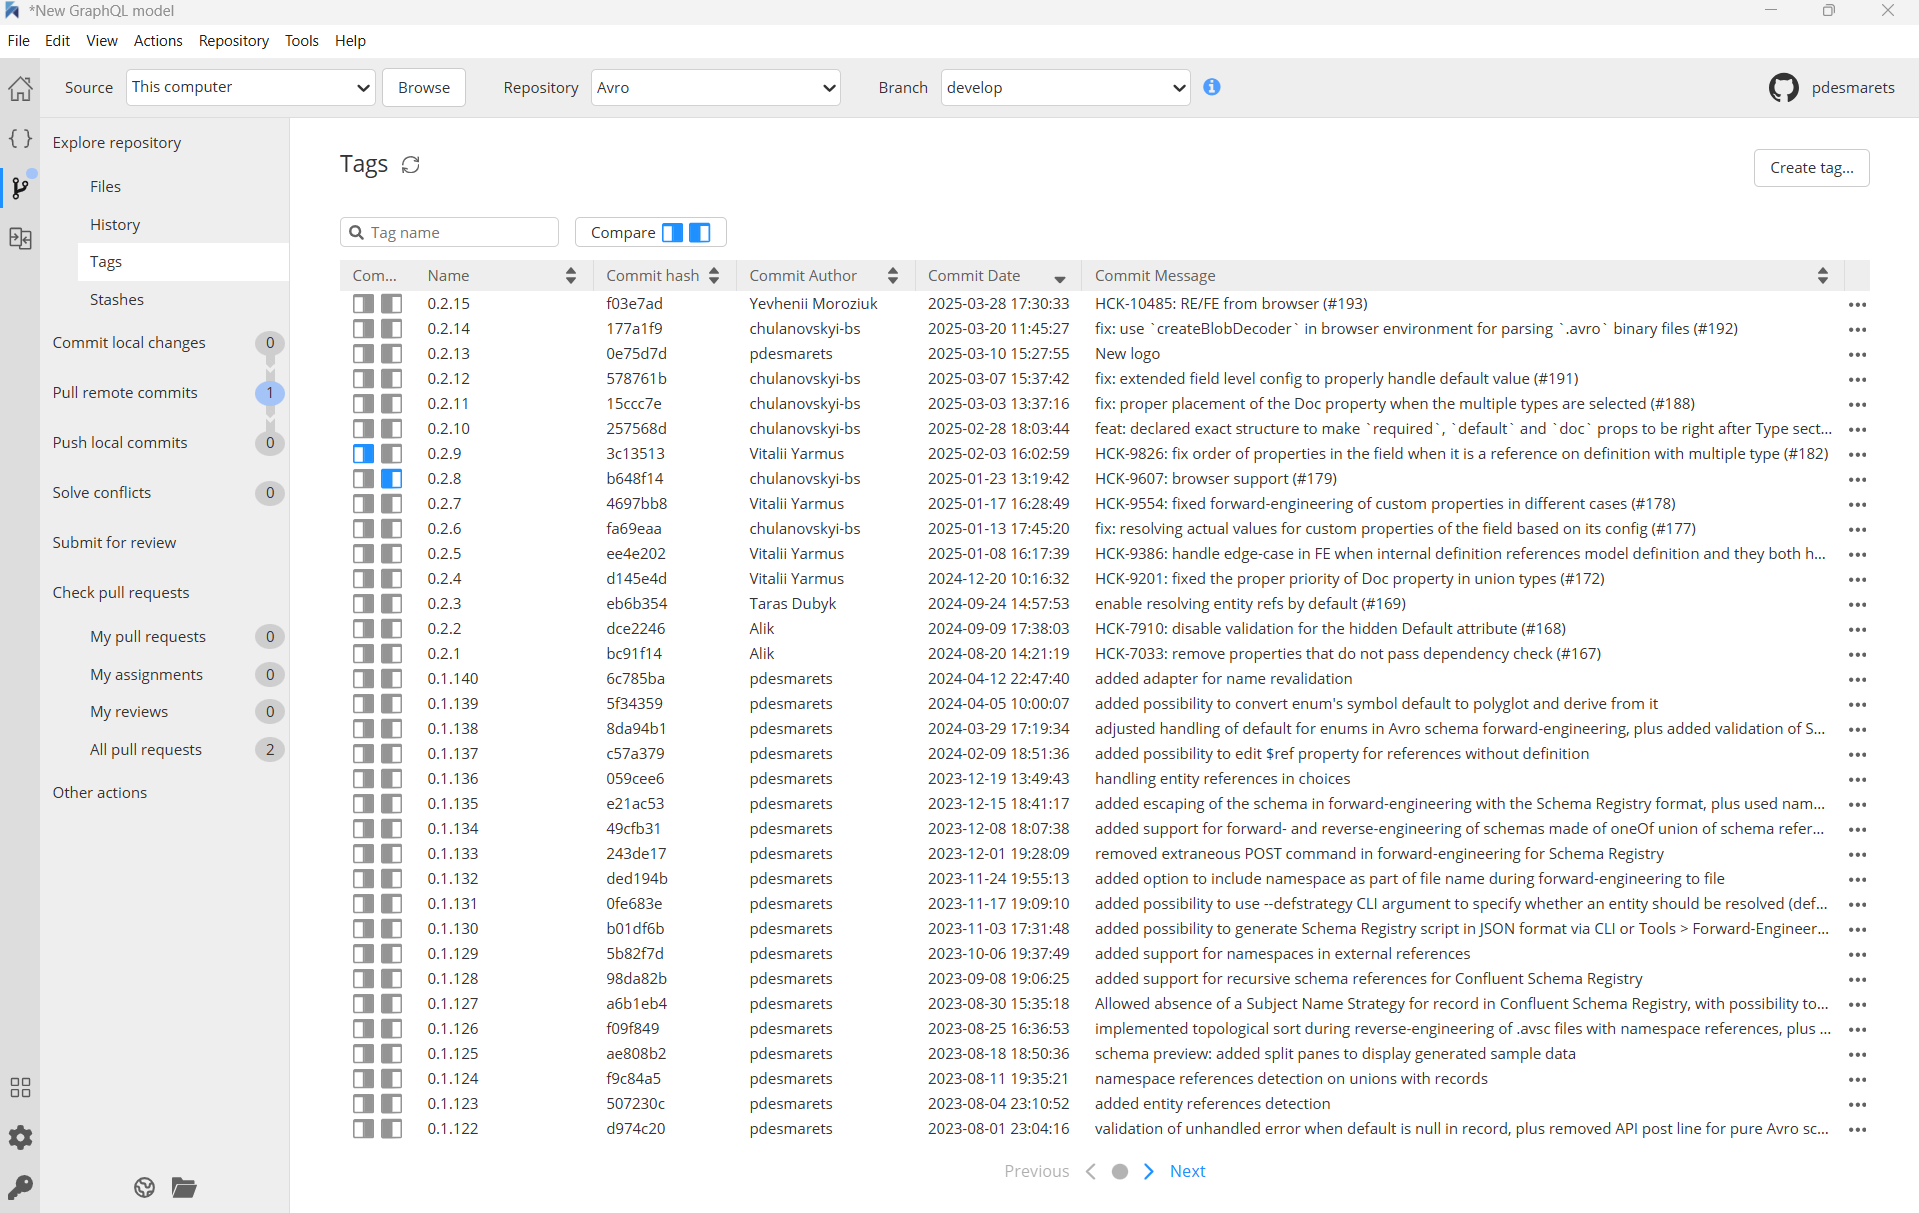 *New GraphQL model
File Edit View Actions Repository Tools Help
Source This computer Browse Repository Avro Branch develop pdesmarets
Explore repository
Files
History
Tags
Stashes
Commit local changes 0
Pull remote commits 1
Push local commits 0
Solve conflicts 0
Submit for review
Check pull requests
My pull requests 0
My assignments 0
My reviews 0
All pull requests 2
Other actions
Tags
Create tag...
Tag name Compare
Com... Name Commit hash Commit Author Commit Date Commit Message
0.2.15 f03e7ad Yevhenii Moroziuk 2025-03-28 17:30:33 HCK-10485: RE/FE from browser (#193)
0.2.14 177a1f9 chulanovskyi-bs 2025-03-20 11:45:27 fix: use `createBlobDecoder` in browser environment for parsing `.avro` binary files (#192)
0.2.13 0e75d7d pdesmarets 2025-03-10 15:27:55 New logo
0.2.12 578761b chulanovskyi-bs 2025-03-07 15:37:42 fix: extended field level config to properly handle default value (#191)
0.2.11 15ccc7e chulanovskyi-bs 2025-03-03 13:37:16 fix: proper placement of the Doc property when the multiple types are selected (#188)
0.2.10 257568d chulanovskyi-bs 2025-02-28 18:03:44 feat: declared exact structure to make `required`, `default` and `doc` props to be right after Type sect...
0.2.9 3c13513 Vitalii Yarmus 2025-02-03 16:02:59 HCK-9826: fix order of properties in the field when it is a reference on definition with multiple type (#182)
0.2.8 b648f14 chulanovskyi-bs 2025-01-23 13:19:42 HCK-9607: browser support (#179)
0.2.7 4697bb8 Vitalii Yarmus 2025-01-17 16:28:49 HCK-9554: fixed forward-engineering of custom properties in different cases (#178)
0.2.6 fa69eaa chulanovskyi-bs 2025-01-13 17:45:20 fix: resolving actual values for custom properties of the field based on its config (#177)
0.2.5 ee4e202 Vitalii Yarmus 2025-01-08 16:17:39 HCK-9386: handle edge-case in FE when internal definition references model definition and they both h...
0.2.4 d145e4d Vitalii Yarmus 2024-12-20 10:16:32 HCK-9201: fixed the proper priority of Doc property in union types (#172)
0.2.3 eb6b354 Taras Dubyk 2024-09-24 14:57:53 enable resolving entity refs by default (#169)
0.2.2 dce2246 Alik 2024-09-09 17:38:03 HCK-7910: disable validation for the hidden Default attribute (#168)
0.2.1 bc91f14 Alik 2024-08-20 14:21:19 HCK-7033: remove properties that do not pass dependency check (#167)
0.1.140 6c785ba pdesmarets 2024-04-12 22:47:40 added adapter for name revalidation
0.1.139 5f34359 pdesmarets 2024-04-05 10:00:07 added possibility to convert enum's symbol default to polyglot and derive from it
0.1.138 8da94b1 pdesmarets 2024-03-29 17:19:34 adjusted handling of default for enums in Avro schema forward-engineering, plus added validation of S...
0.1.137 c57a379 pdesmarets 2024-02-09 18:51:36 added possibility to edit $ref property for references without definition
0.1.136 059cee6 pdesmarets 2023-12-19 13:49:43 handling entity references in choices
0.1.135 e21ac53 pdesmarets 2023-12-15 18:41:17 added escaping of the schema in forward-engineering with the Schema Registry format, plus used nam...
0.1.134 49cfb31 pdesmarets 2023-12-08 18:07:38 added support for forward- and reverse-engineering of schemas made of oneOf union of schema refer...
0.1.133 243de17 pdesmarets 2023-12-01 19:28:09 removed extraneous POST command in forward-engineering for Schema Registry
0.1.132 ded194b pdesmarets 2023-11-24 19:55:13 added option to include namespace as part of file name during forward-engineering to file
0.1.131 0fe683e pdesmarets 2023-11-17 19:09:10 added possibility to use --defstrategy CLI argument to specify whether an entity should be resolved (def...
0.1.130 b01df6b pdesmarets 2023-11-03 17:31:48 added possibility to generate Schema Registry script in JSON format via CLI or Tools > Forward-Engineer...
0.1.129 5b82f7d pdesmarets 2023-10-06 19:37:49 added support for namespaces in external references
0.1.128 98da82b pdesmarets 2023-09-08 19:06:25 added support for recursive schema references for Confluent Schema Registry
0.1.127 a6b1eb4 pdesmarets 2023-08-30 15:35:18 Allowed absence of a Subject Name Strategy for record in Confluent Schema Registry, with possibility to...
0.1.126 f09f849 pdesmarets 2023-08-25 16:36:53 implemented topological sort during reverse-engineering of .avsc files with namespace references, plus ...
0.1.125 ae808b2 pdesmarets 2023-08-18 18:50:36 schema preview: added split panes to display generated sample data
0.1.124 f9c84a5 pdesmarets 2023-08-11 19:35:21 namespace references detection on unions with records
0.1.123 507230c pdesmarets 2023-08-04 23:10:52 added entity references detection
0.1.122 d974c20 pdesmarets 2023-08-01 23:04:16 validation of unhandled error when default is null in record, plus removed API post line for pure Avro sc...
Previous Next